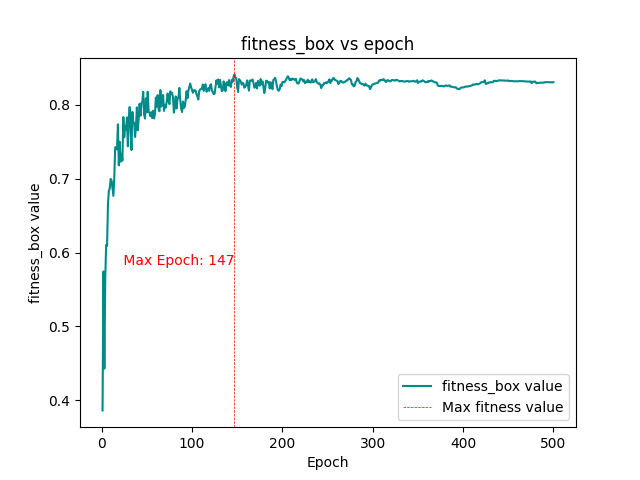 fitness_box vs epoch
fitness_box value
0.8
0.7
0.6
0.5
0.4
Max Epoch: 147
fitness_box value
Max fitness value
0 100 200 300 400 500
Epoch